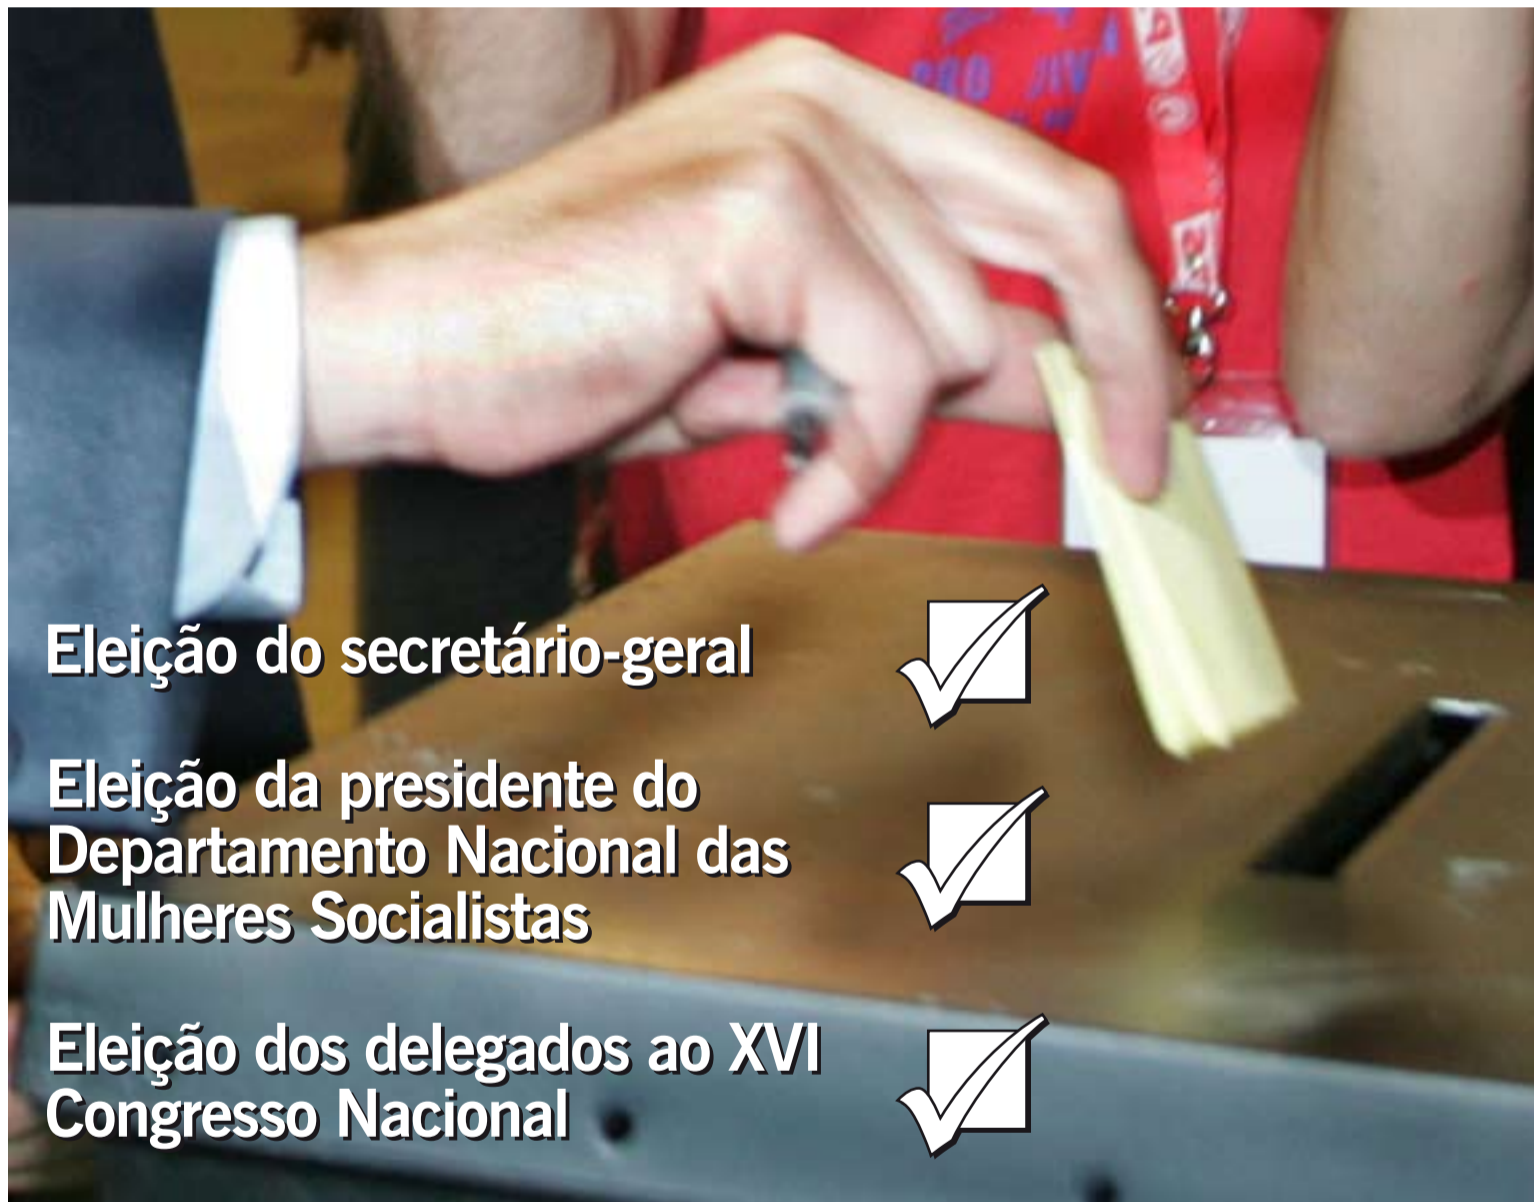 Eleição do secretário-geral
Eleição da presidente do
Departamento Nacional das
Mulheres Socialistas
Eleição dos delegados ao XVI
Congresso Nacional